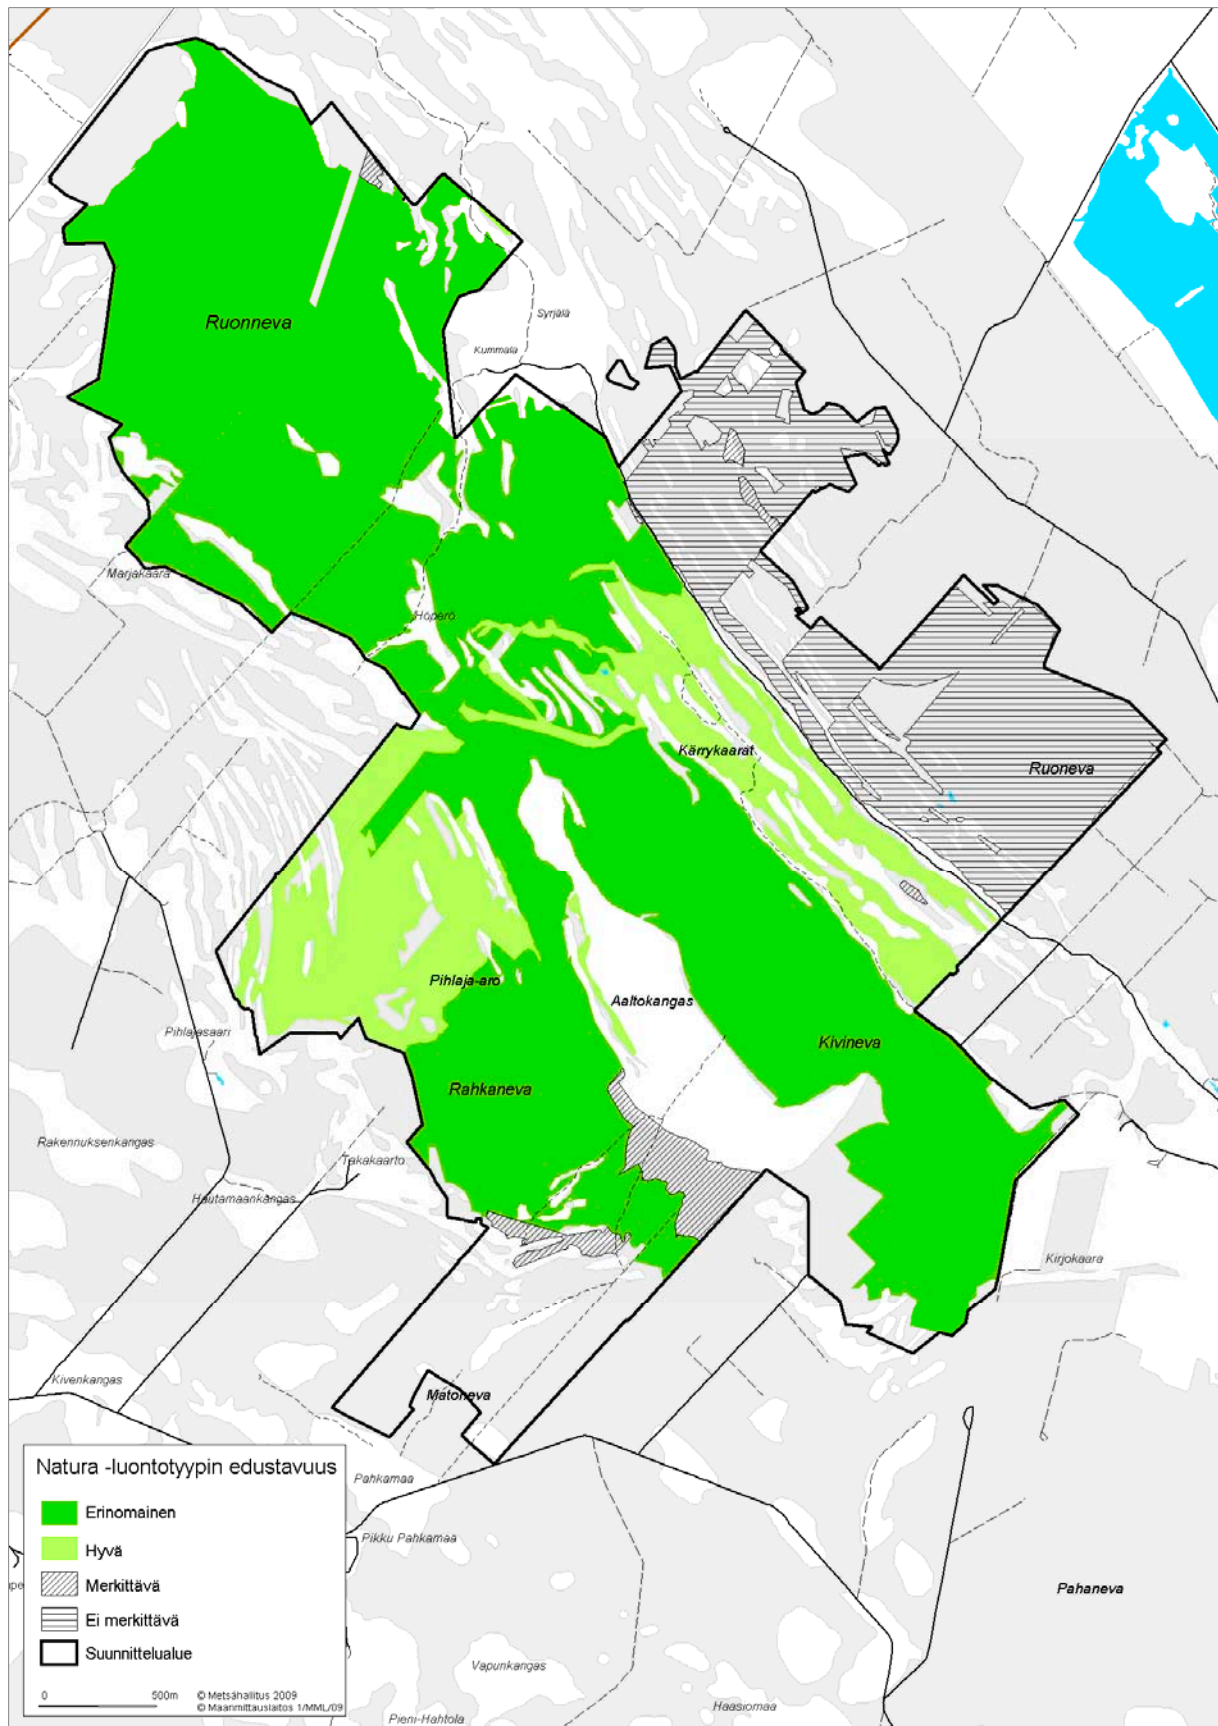 Ruonneva
Syrjälä
Kummala
Marjakaara
Höperö
Kärrykaarat
Ruoneva
Pihlaja-aro
Aaltokangas
Pihlajasaari
Kivineva
Rahkaneva
Rakennuksenkangas
Takakaarto
Hautamaankangas
Kirjokaara
Kivenkangas
Matoneva
Natura -luontotyypin edustavuus
Erinomainen
Hyvä
Merkittävä
Ei merkittävä
Suunnittelualue
0 500m © Metsähallitus 2009
© Maanmittauslaitos 1/MML/09
Pahkamaa
Pikku Pahkamaa
Pahaneva
Vapunkangas
Haasiomaa
Pieni-Hahtola